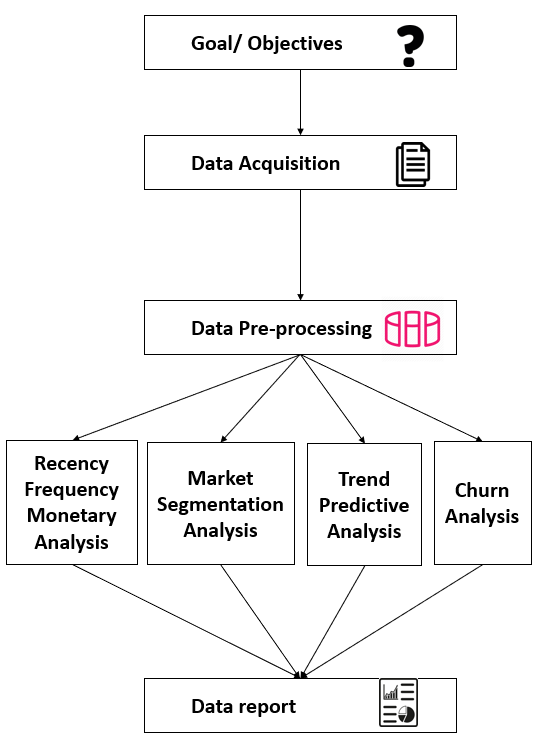 Goal/ Objectives
Data Acquisition
Data Pre-processing
Recency
Frequency
Monetary
Analysis
Market
Segmentation
Analysis
Trend
Predictive
Analysis
Churn
Analysis
Data report